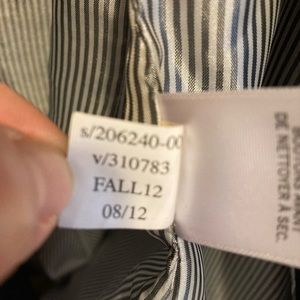 s/206240-00
v/310783
FALL12
08/12
DE NETTOYER À SEC.